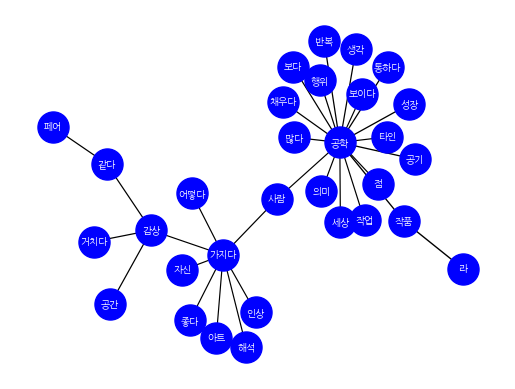 반복
생각
보다
통하다
행위
보이다
채우다
성장
페어
많다
타인
공학
공기
같다
점
의미
어떻다
사람
세상
작업
작품
감상
거치다
가지다
자신
라
공간
인상
좋다
아트
해석